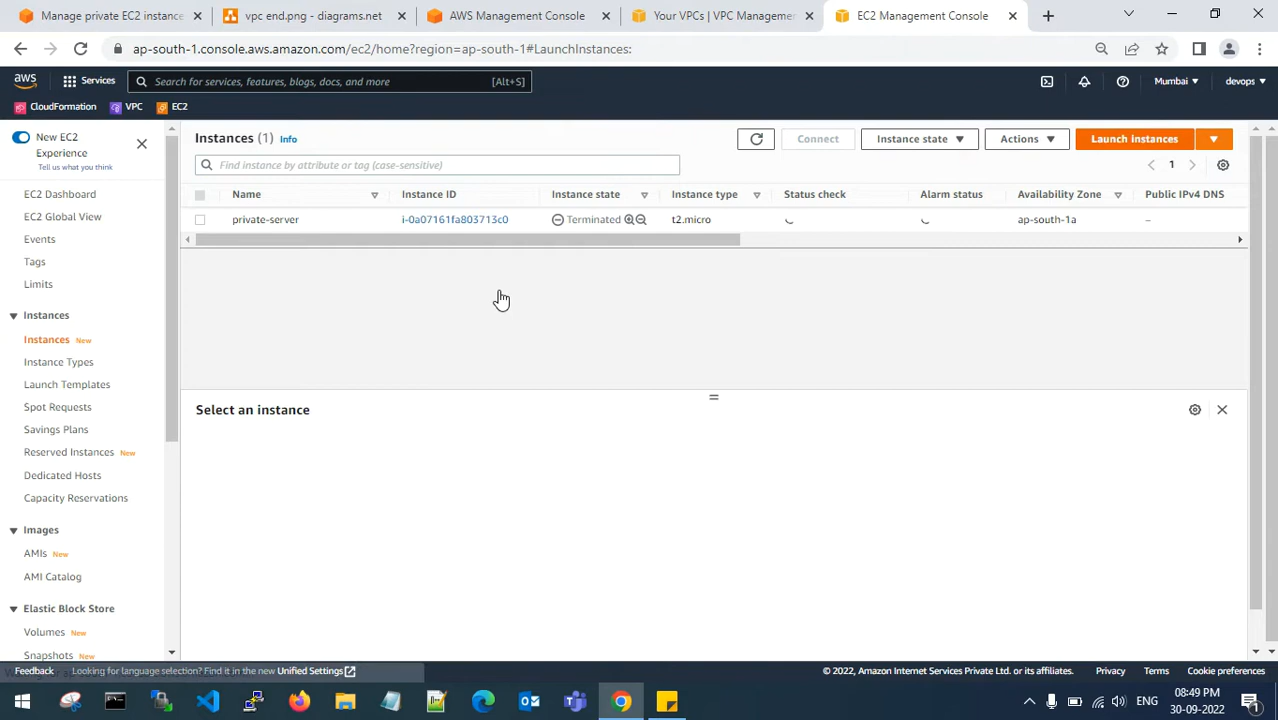 Manage private EC2 instance
vpc end.png - diagrams.net
AWS Management Console
Your VPCs | VPC Managemen
EC2 Management Console
ap-south-1.console.aws.amazon.com/ec2/home?region=ap-south-1#LaunchInstances:
aws
Services
Search for services, features, blogs, docs, and more
[Alt+S]
Mumbai
devops
CloudFormation
VPC
EC2
New EC2
Experience
Tell us what you think
EC2 Dashboard
EC2 Global View
Events
Tags
Limits
Instances
Instances New
Instance Types
Launch Templates
Spot Requests
Savings Plans
Reserved Instances New
Dedicated Hosts
Capacity Reservations
Images
AMIs New
AMI Catalog
Elastic Block Store
Volumes New
Snapshots New
Instances (1) Info
Connect
Instance state
Actions
Launch instances
Find instance by attribute or tag (case-sensitive)
1
Name Instance ID Instance state Instance type Status check Alarm status Availability Zone Public IPv4 DNS
private-server i-0a07161fa803713c0 Terminated t2.micro ap-south-1a –
Select an instance
Feedback
Looking for language selection? Find it in the new Unified Settings
© 2022, Amazon Internet Services Private Ltd. or its affiliates.
Privacy
Terms
Cookie preferences
ENG
08:49 PM
30-09-2022
1